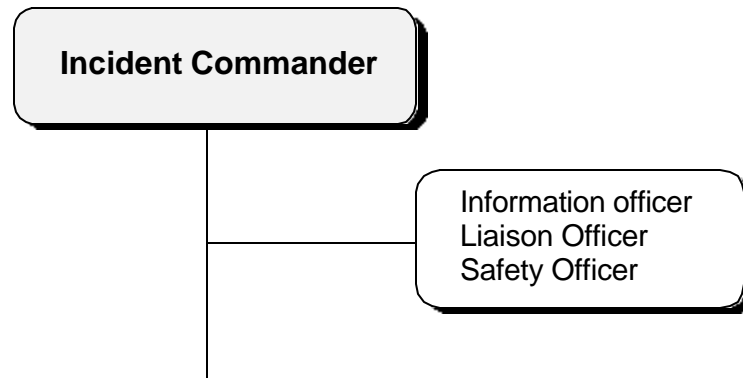 Incident Commander
Information officer
Liaison Officer
Safety Officer